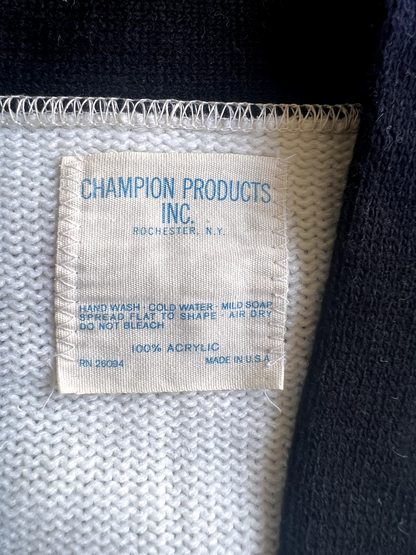 CHAMPION PRODUCTS
INC.
ROCHESTER, N.Y.
HAND WASH · COLD WATER · MILD SOAP
SPREAD FLAT TO SHAPE · AIR DRY
DO NOT BLEACH
100% ACRYLIC
RN 26094 MADE IN U.S.A